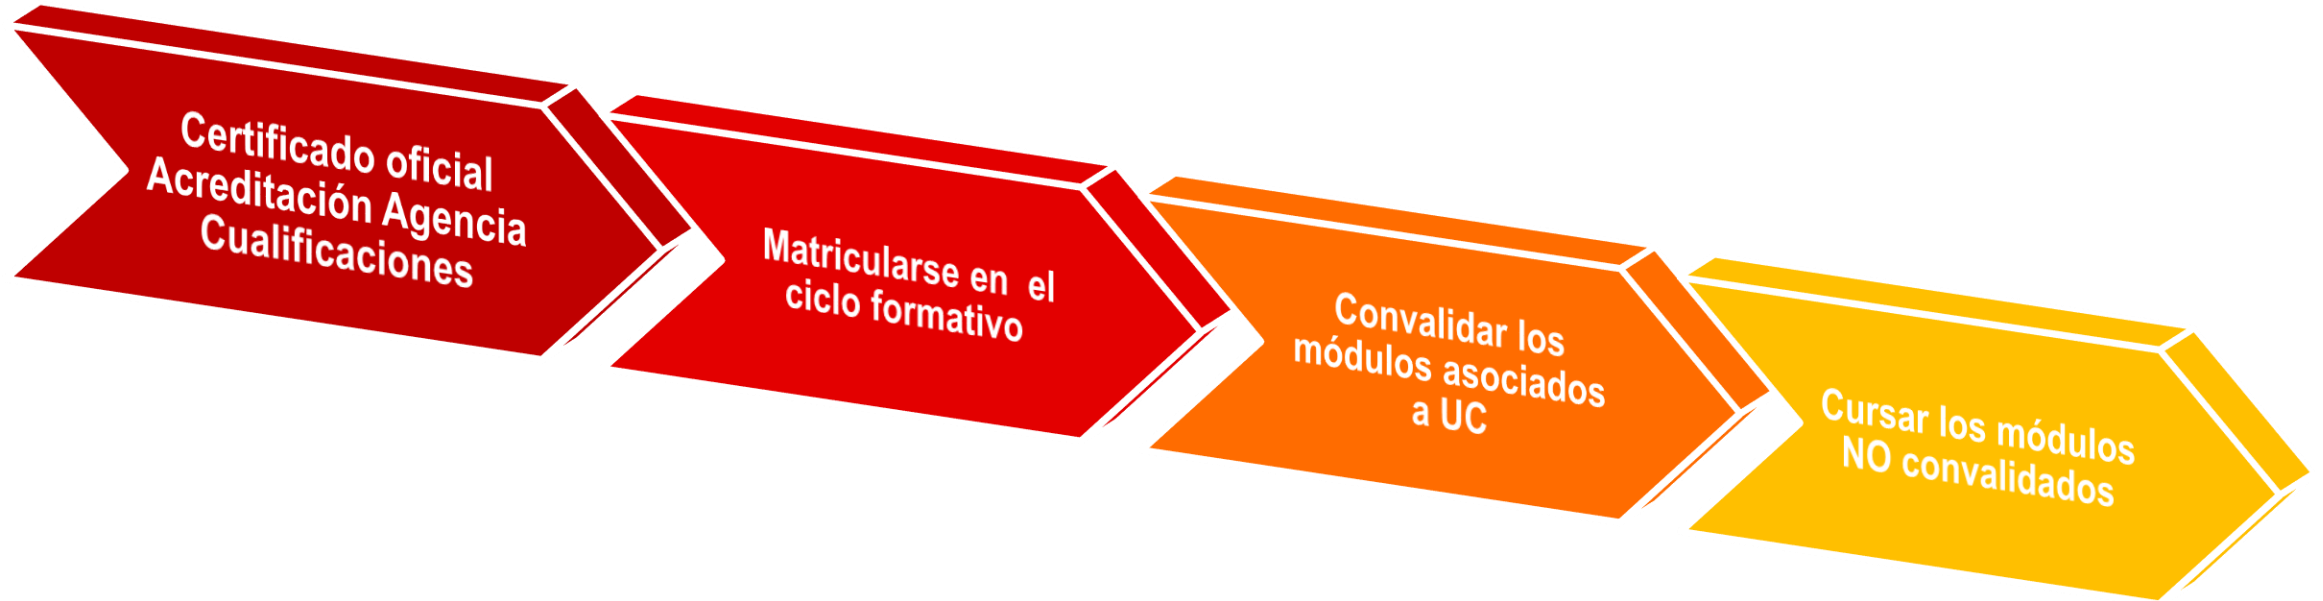 Certificado oficial
Acreditación Agencia
Cualificaciones
Matricularse en  el
ciclo formativo
Convalidar los
módulos asociados
a UC
Cursar los módulos
NO convalidados